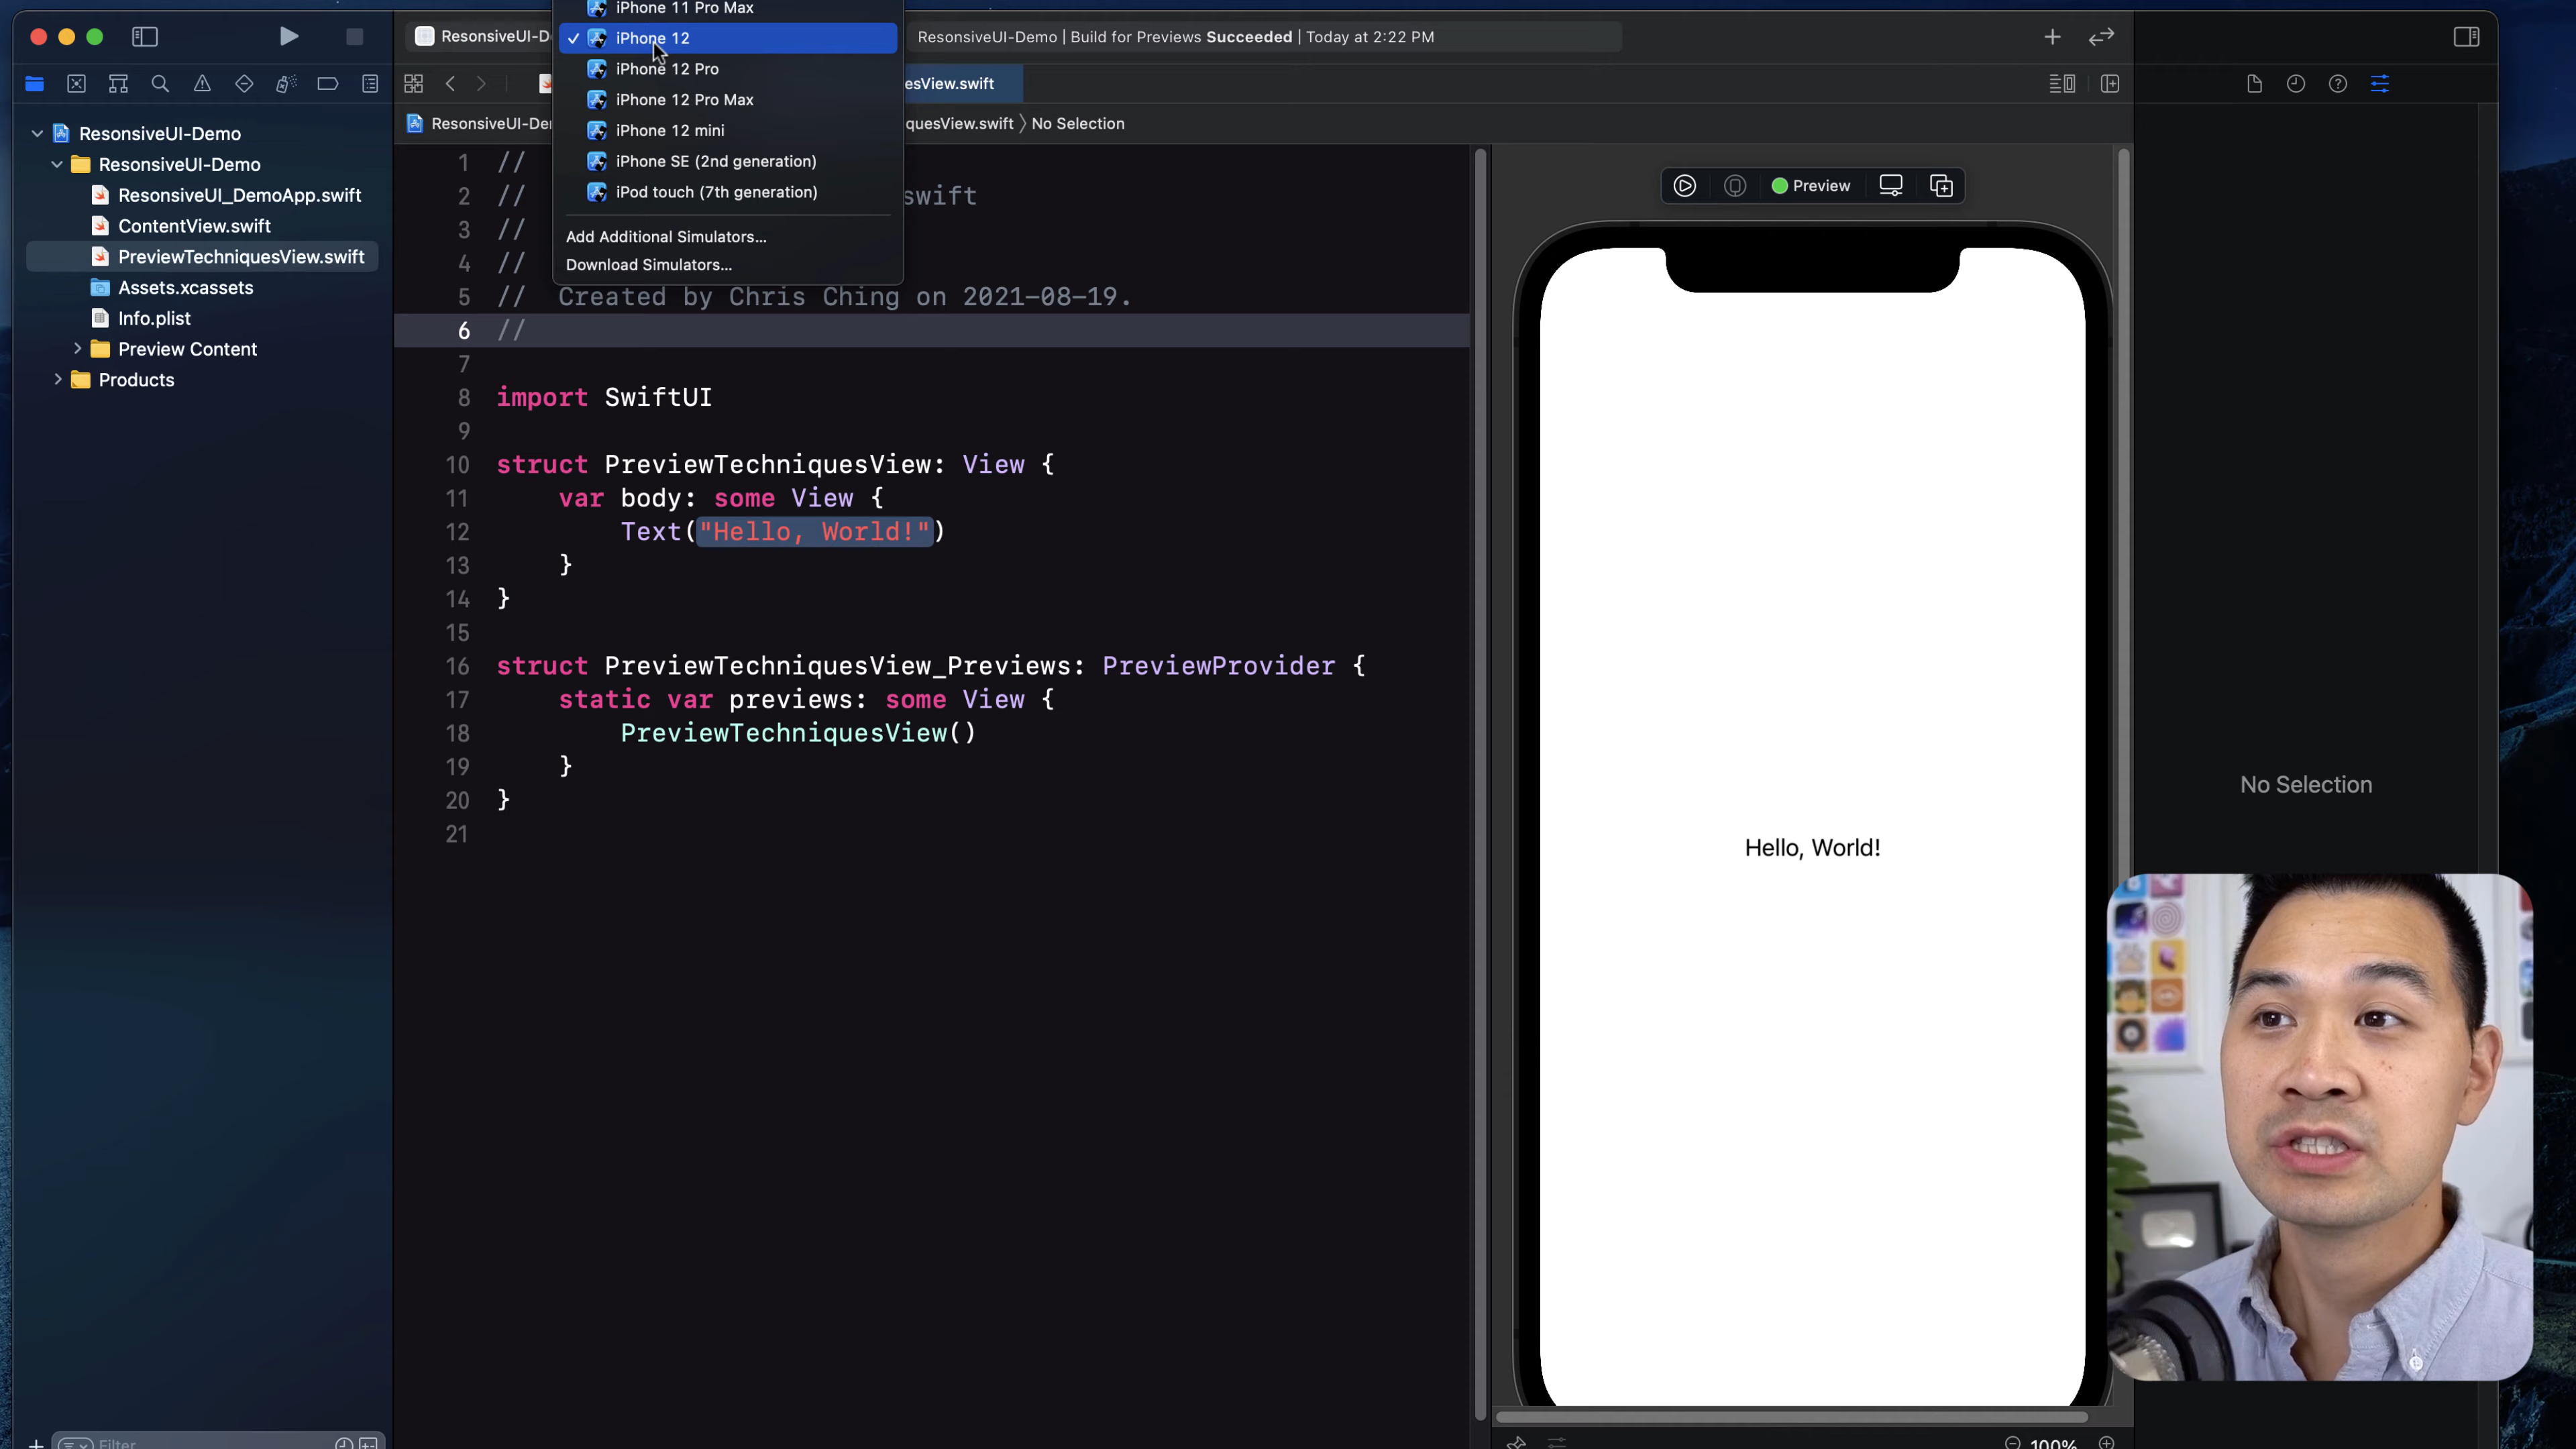 iPhone 11 Pro Max
ResonsiveUI-D
✓ iPhone 12
ResonsiveUI-Demo | Build for Previews Succeeded | Today at 2:22 PM
iPhone 12 Pro
iPhone 12 Pro Max
esView.swift
iPhone 12 mini
ResonsiveUI-De
quesView.swift 〉 No Selection
iPhone SE (2nd generation)
iPod touch (7th generation)
Add Additional Simulators...
Download Simulators...
ResonsiveUI-Demo
ResonsiveUI-Demo
ResonsiveUI_DemoApp.swift
ContentView.swift
PreviewTechniquesView.swift
Assets.xcassets
Info.plist
Preview Content
Products
Filter
1 //
2 // swift
3 //
4 //
5 // Created by Chris Ching on 2021-08-19.
6 //
7
8 import SwiftUI
9
10 struct PreviewTechniquesView: View {
11 var body: some View {
12 Text("Hello, World!")
13 }
14 }
15
16 struct PreviewTechniquesView_Previews: PreviewProvider {
17 static var previews: some View {
18 PreviewTechniquesView()
19 }
20 }
21
Preview
Hello, World!
100%
No Selection